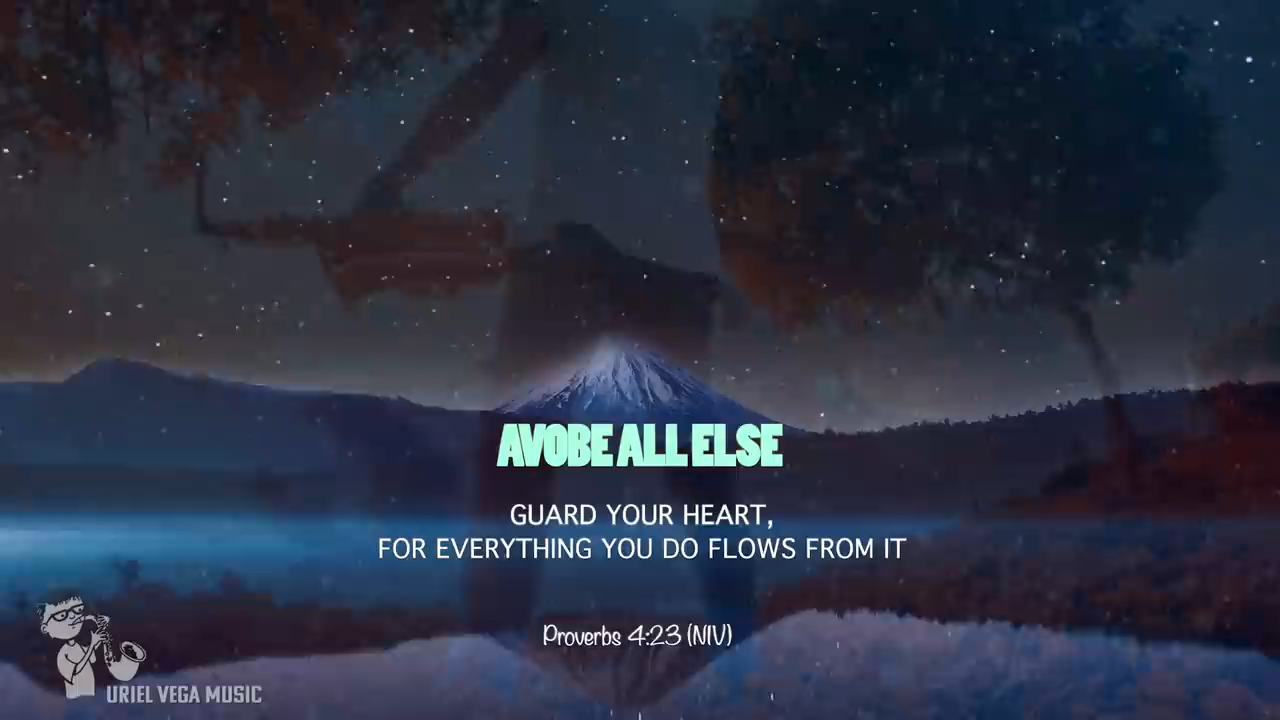 AVOBE ALL ELSE
GUARD YOUR HEART,
FOR EVERYTHING YOU DO FLOWS FROM IT
Proverbs 4:23 (NIV)
URIEL VEGA MUSIC